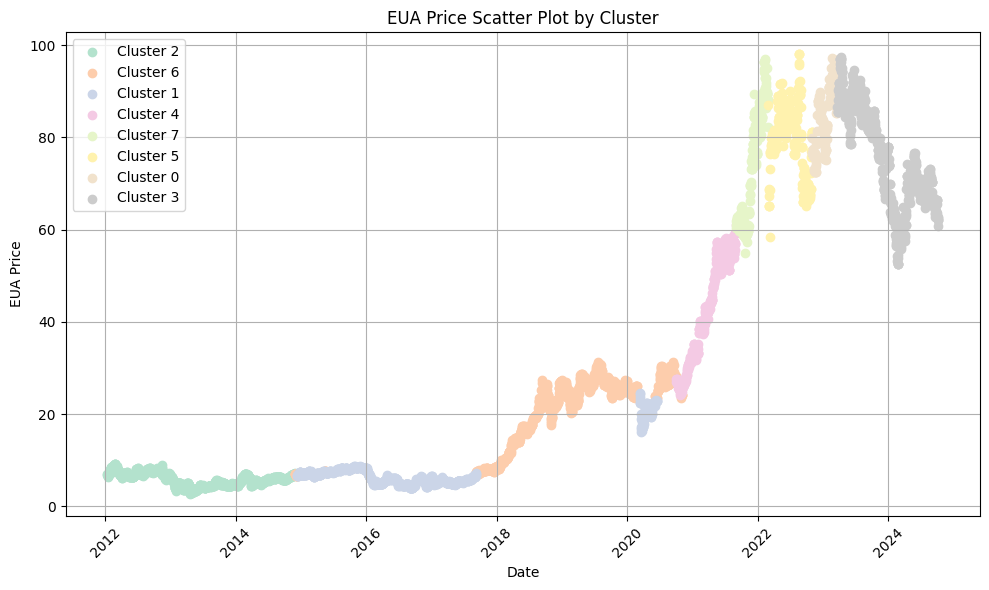 EUA Price Scatter Plot by Cluster
100
80
60
40
20
0
EUA Price
Cluster 2
Cluster 6
Cluster 1
Cluster 4
Cluster 7
Cluster 5
Cluster 0
Cluster 3
2012
2014
2016
2018
2020
2022
2024
Date